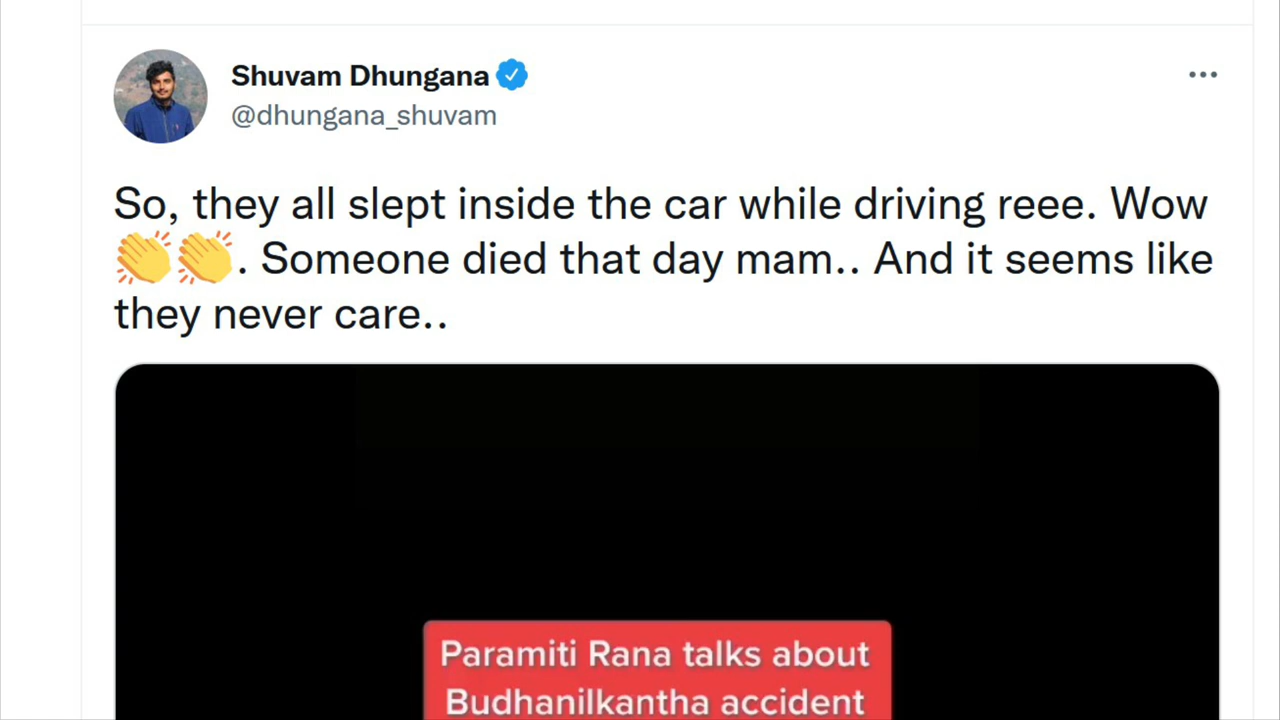 Shuvam Dhungana
@dhungana_shuvam
So, they all slept inside the car while driving reee. Wow
👏👏. Someone died that day mam.. And it seems like
they never care..
Paramiti Rana talks about
Budhanilkantha accident